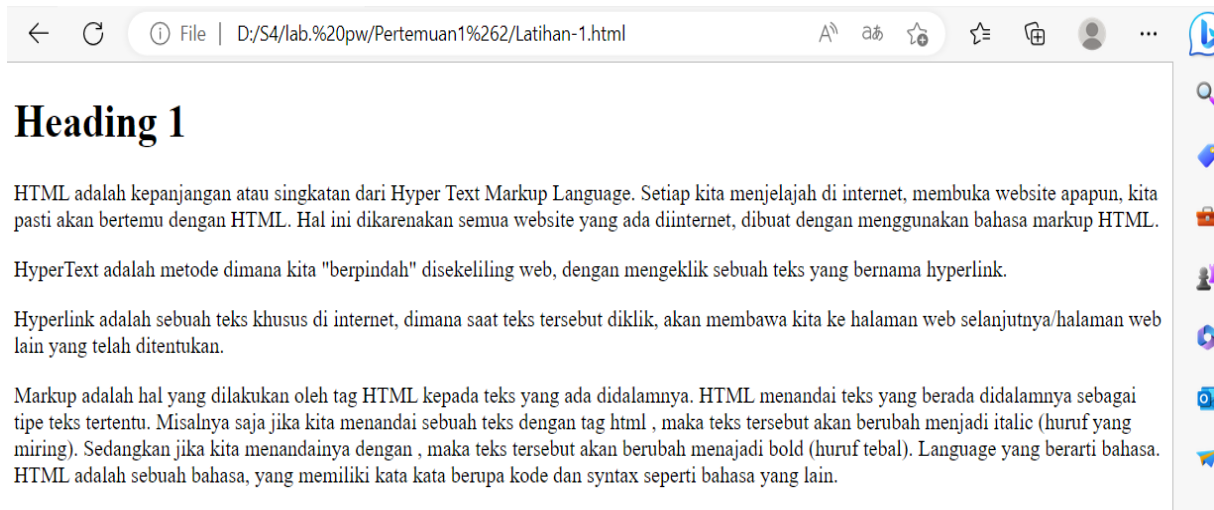 File | D:/S4/lab.%20pw/Pertemuan1%262/Latihan-1.html
Heading 1
HTML adalah kepanjangan atau singkatan dari Hyper Text Markup Language. Setiap kita menjelajah di internet, membuka website apapun, kita
pasti akan bertemu dengan HTML. Hal ini dikarenakan semua website yang ada diinternet, dibuat dengan menggunakan bahasa markup HTML.
HyperText adalah metode dimana kita "berpindah" disekeliling web, dengan mengeklik sebuah teks yang bernama hyperlink.
Hyperlink adalah sebuah teks khusus di internet, dimana saat teks tersebut diklik, akan membawa kita ke halaman web selanjutnya/halaman web
lain yang telah ditentukan.
Markup adalah hal yang dilakukan oleh tag HTML kepada teks yang ada didalamnya. HTML menandai teks yang berada didalamnya sebagai
tipe teks tertentu. Misalnya saja jika kita menandai sebuah teks dengan tag html , maka teks tersebut akan berubah menjadi italic (huruf yang
miring). Sedangkan jika kita menandainya dengan , maka teks tersebut akan berubah menajadi bold (huruf tebal). Language yang berarti bahasa.
HTML adalah sebuah bahasa, yang memiliki kata kata berupa kode dan syntax seperti bahasa yang lain.